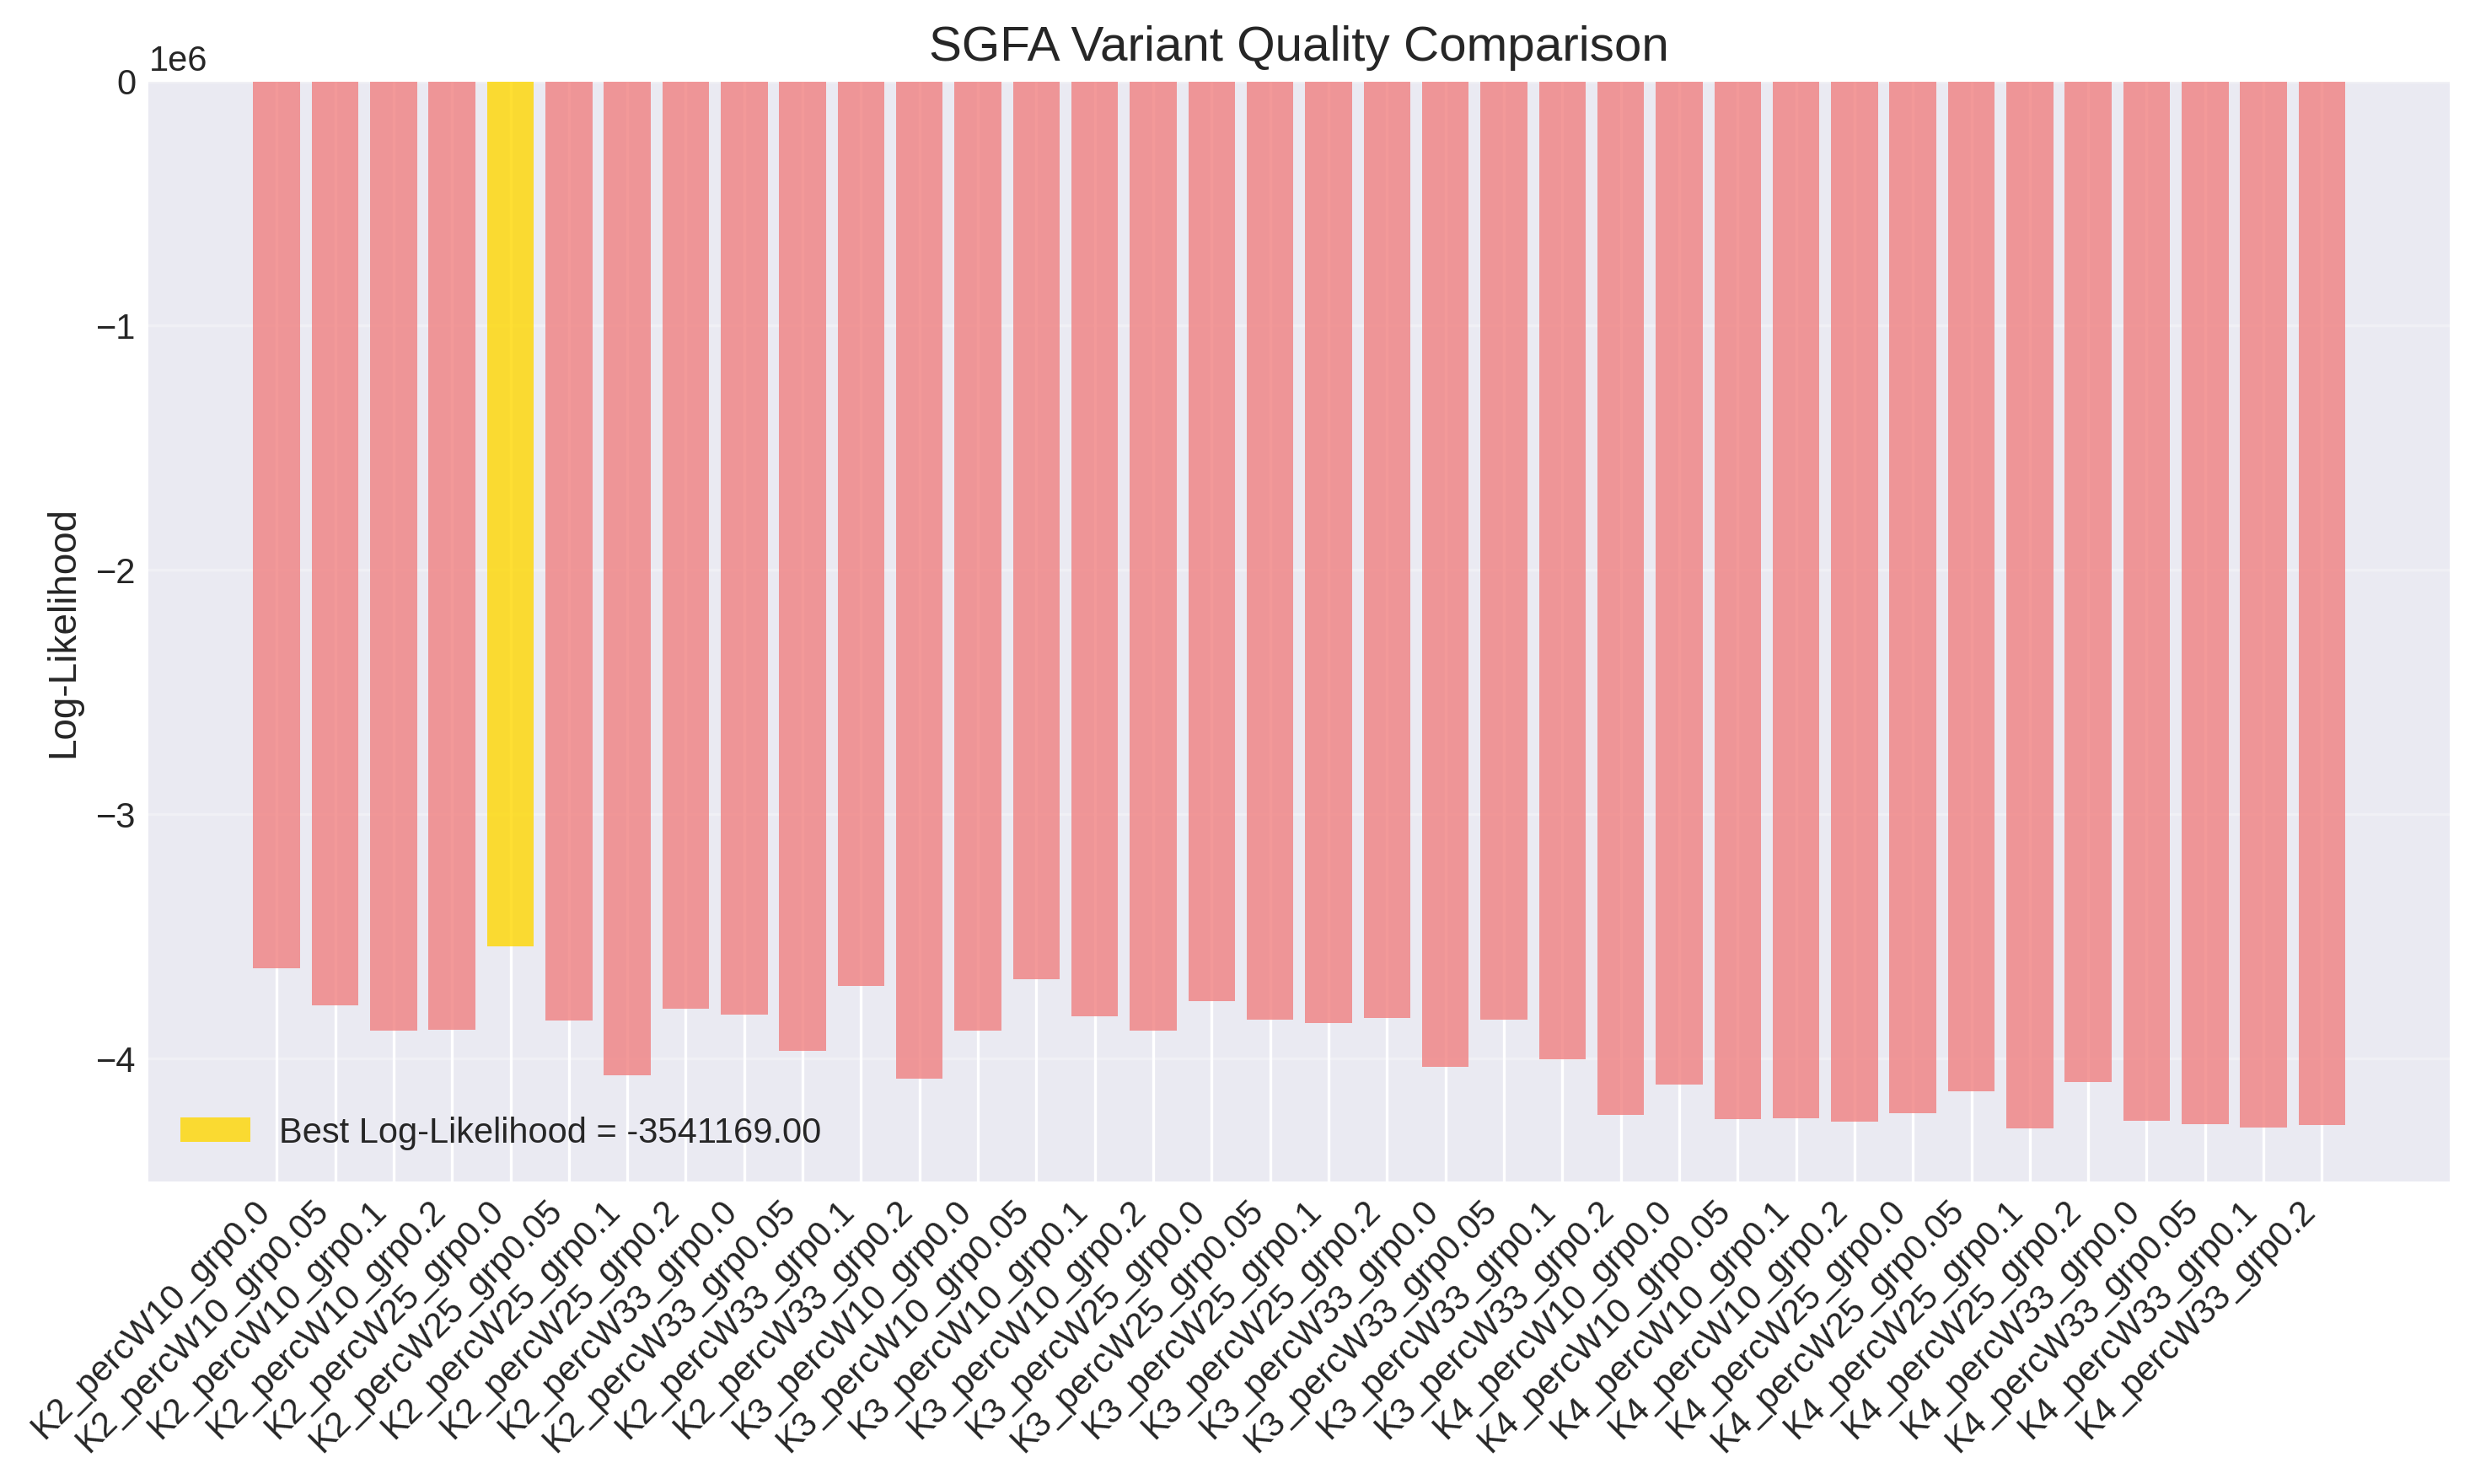 SGFA Variant Quality Comparison
1e6
0
−1
−2
−3
−4
Log-Likelihood
Best Log-Likelihood = -3541169.00
K2_percW10_grp0.0
K2_percW10_grp0.05
K2_percW10_grp0.1
K2_percW10_grp0.2
K2_percW25_grp0.0
K2_percW25_grp0.05
K2_percW25_grp0.1
K2_percW25_grp0.2
K2_percW33_grp0.0
K2_percW33_grp0.05
K2_percW33_grp0.1
K2_percW33_grp0.2
K3_percW10_grp0.0
K3_percW10_grp0.05
K3_percW10_grp0.1
K3_percW10_grp0.2
K3_percW25_grp0.0
K3_percW25_grp0.05
K3_percW25_grp0.1
K3_percW25_grp0.2
K3_percW33_grp0.0
K3_percW33_grp0.05
K3_percW33_grp0.1
K3_percW33_grp0.2
K4_percW10_grp0.0
K4_percW10_grp0.05
K4_percW10_grp0.1
K4_percW10_grp0.2
K4_percW25_grp0.0
K4_percW25_grp0.05
K4_percW25_grp0.1
K4_percW25_grp0.2
K4_percW33_grp0.0
K4_percW33_grp0.05
K4_percW33_grp0.1
K4_percW33_grp0.2